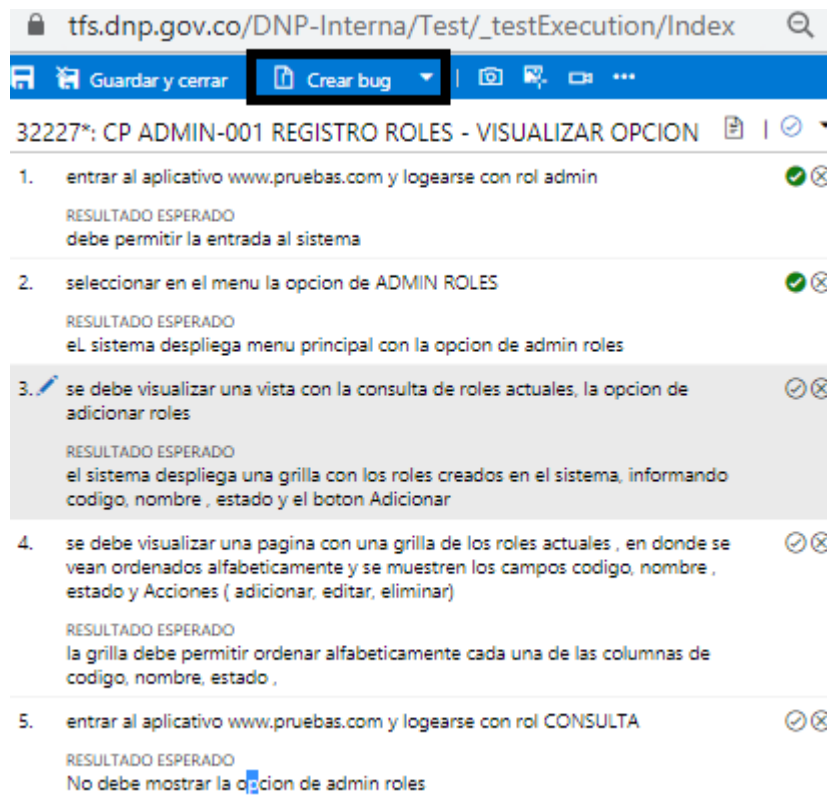 tfs.dnp.gov.co/DNP-Interna/Test/_testExecution/Index
Guardar y cerrar Crear bug
32227*: CP ADMIN-001 REGISTRO ROLES - VISUALIZAR OPCION
1. entrar al aplicativo www.pruebas.com y logearse con rol admin
RESULTADO ESPERADO
debe permitir la entrada al sistema
2. seleccionar en el menu la opcion de ADMIN ROLES
RESULTADO ESPERADO
eL sistema despliega menu principal con la opcion de admin roles
3. se debe visualizar una vista con la consulta de roles actuales, la opcion de
adicionar roles
RESULTADO ESPERADO
el sistema despliega una grilla con los roles creados en el sistema, informando
codigo, nombre , estado y el boton Adicionar
4. se debe visualizar una pagina con una grilla de los roles actuales , en donde se
vean ordenados alfabeticamente y se muestren los campos codigo, nombre ,
estado y Acciones ( adicionar, editar, eliminar)
RESULTADO ESPERADO
la grilla debe permitir ordenar alfabeticamente cada una de las columnas de
codigo, nombre, estado ,
5. entrar al aplicativo www.pruebas.com y logearse con rol CONSULTA
RESULTADO ESPERADO
No debe mostrar la opcion de admin roles